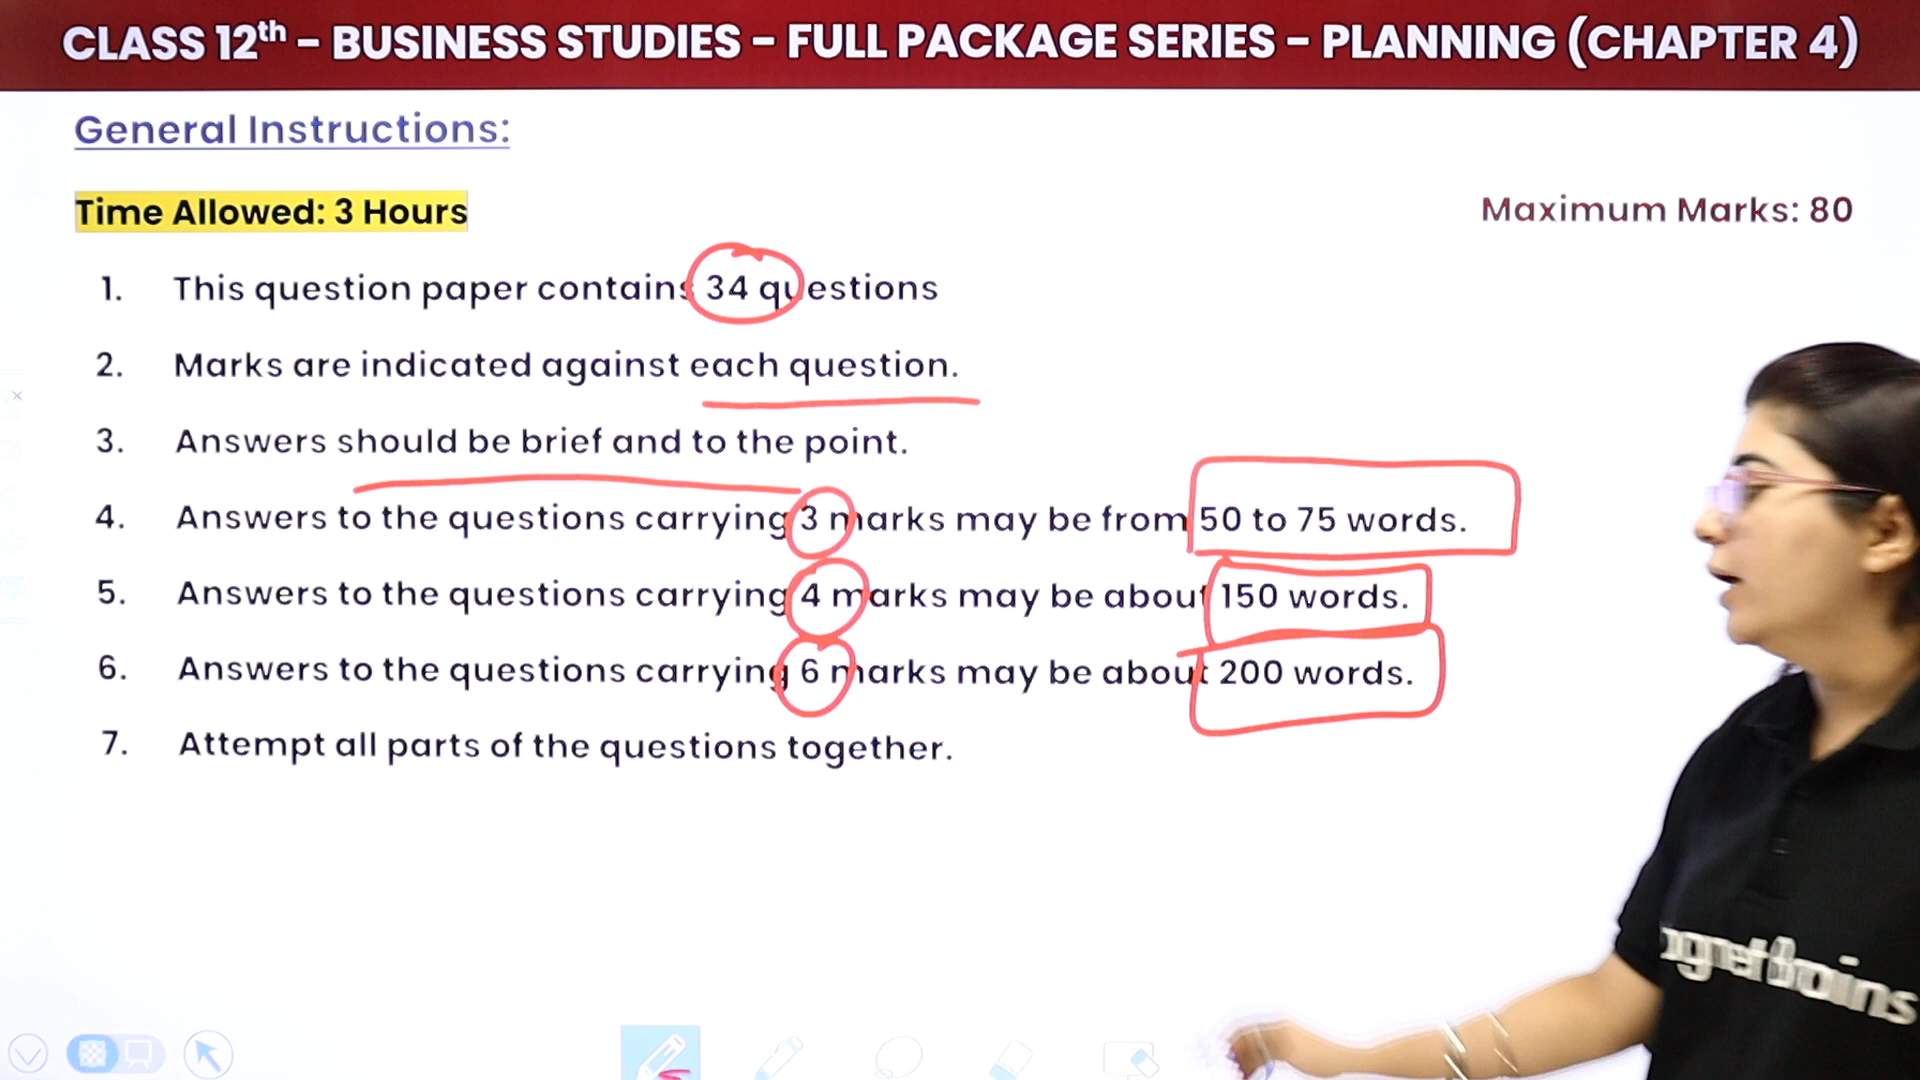 CLASS 12th – BUSINESS STUDIES – FULL PACKAGE SERIES – PLANNING (CHAPTER 4)
General Instructions:
Time Allowed: 3 Hours
Maximum Marks: 80
1. This question paper contains 34 questions
2. Marks are indicated against each question.
3. Answers should be brief and to the point.
4. Answers to the questions carrying 3 marks may be from 50 to 75 words.
5. Answers to the questions carrying 4 marks may be about 150 words.
6. Answers to the questions carrying 6 marks may be about 200 words.
7. Attempt all parts of the questions together.
agnetBrains